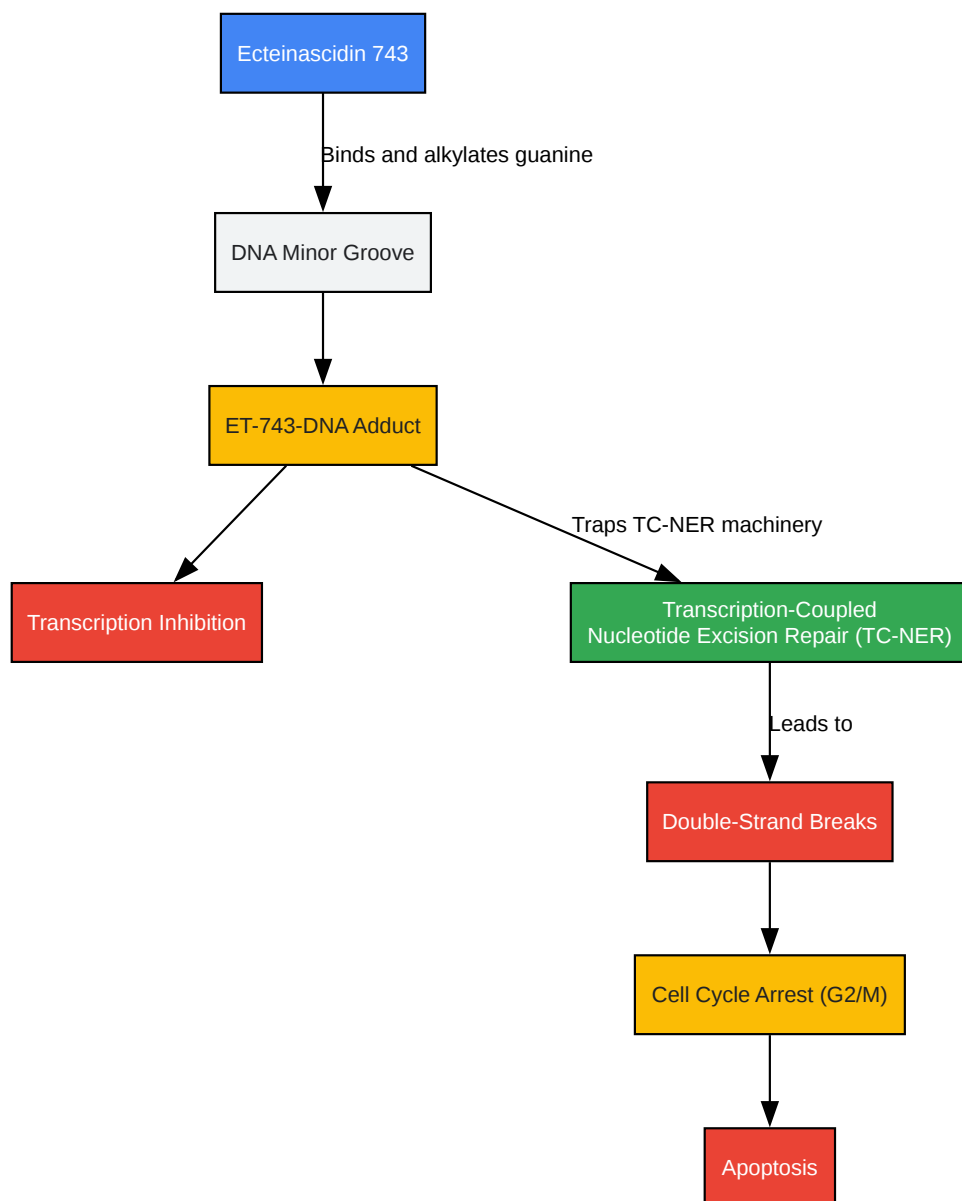 Ecteinascidin 743
Binds and alkylates guanine
DNA Minor Groove
ET-743-DNA Adduct
Traps TC-NER machinery
Transcription Inhibition
Transcription-Coupled
Nucleotide Excision Repair (TC-NER)
Leads to
Double-Strand Breaks
Cell Cycle Arrest (G2/M)
Apoptosis